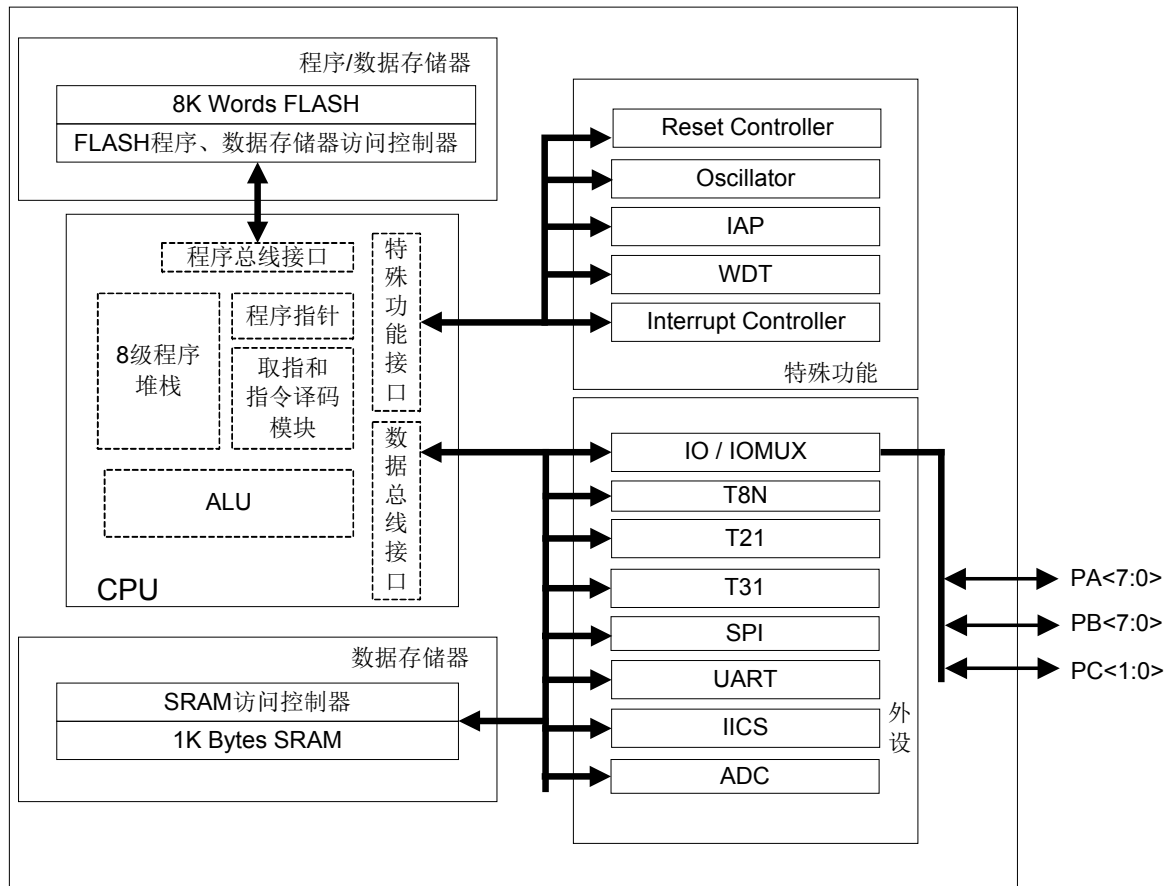 程序/数据存储器
8K Words FLASH
FLASH程序、数据存储器访问控制器
程序总线接口
特殊功能接口
8级程序
堆栈
程序指针
取指和
指令译码
模块
数据总线接口
ALU
CPU
数据存储器
SRAM访问控制器
1K Bytes SRAM
Reset Controller
Oscillator
IAP
WDT
Interrupt Controller
特殊功能
IO / IOMUX
T8N
T21
T31
SPI
UART
IICS
ADC
外设
PA<7:0>
PB<7:0>
PC<1:0>